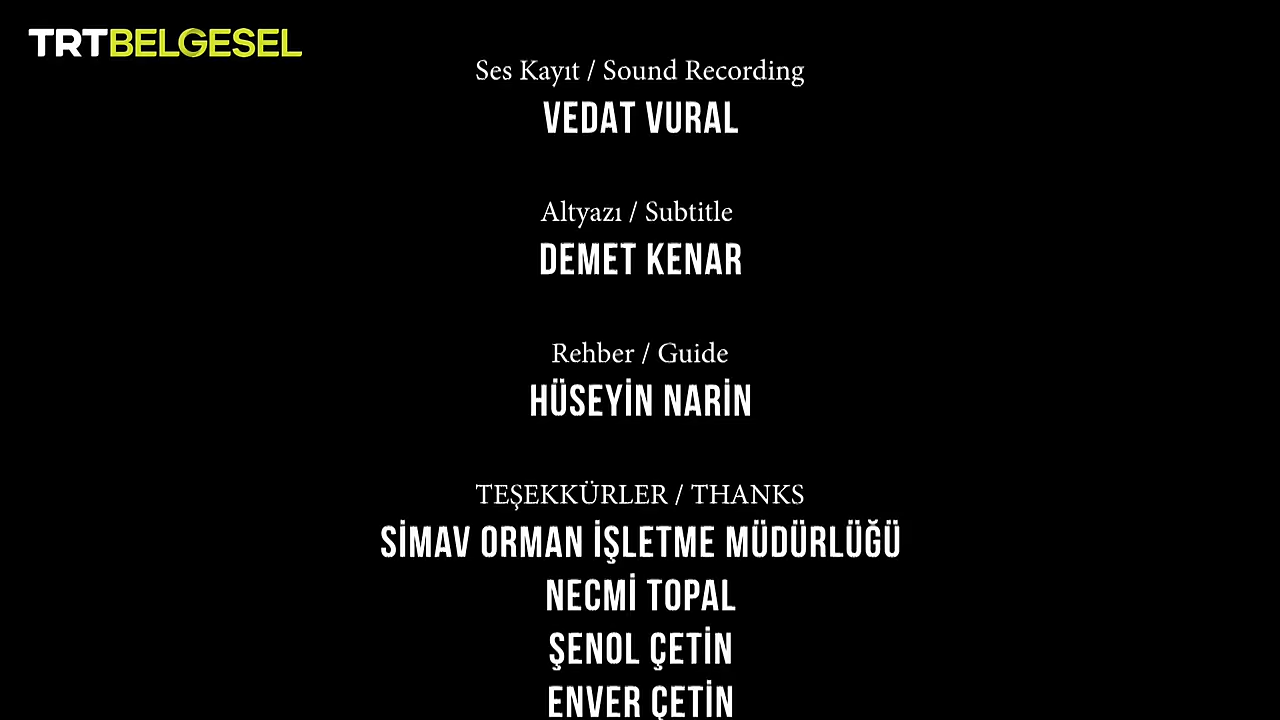 TRTBELGESEL
Ses Kayıt / Sound Recording
VEDAT VURAL
Altyazı / Subtitle
DEMET KENAR
Rehber / Guide
HÜSEYİN NARİN
TEŞEKKÜRLER / THANKS
SİMAV ORMAN İŞLETME MÜDÜRLÜĞÜ
NECMİ TOPAL
ŞENOL ÇETİN
ENVER ÇETİN